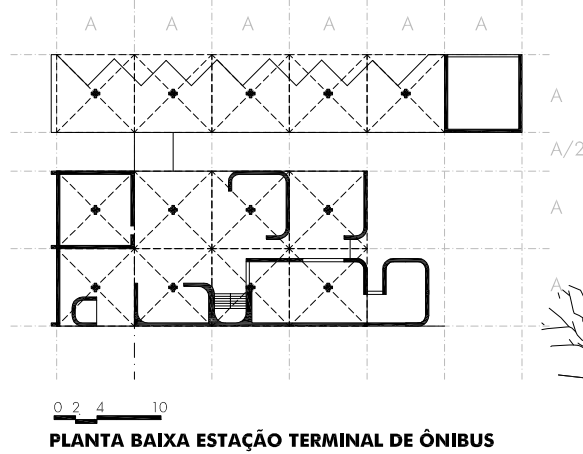 A A A A A A
A
A/2
A
A
0 2 4 10
PLANTA BAIXA ESTAÇÃO TERMINAL DE ÔNIBUS